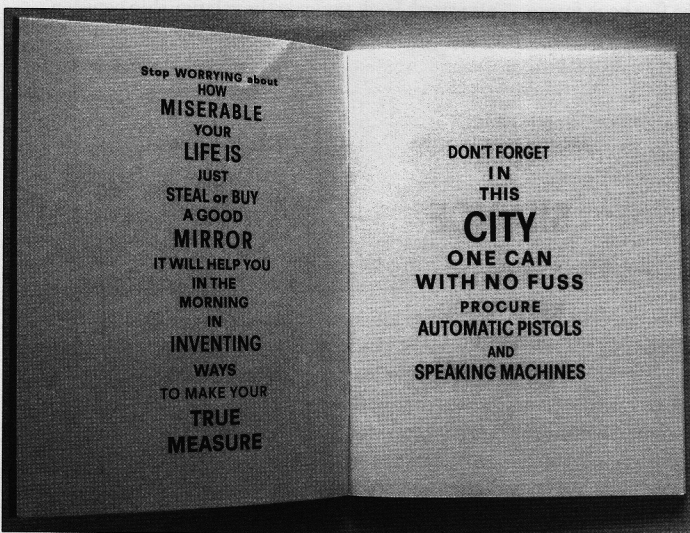 Stop WORRYING about
HOW
MISERABLE
YOUR
LIFE IS
JUST
STEAL or BUY
A GOOD
MIRROR
IT WILL HELP YOU
IN THE
MORNING
IN
INVENTING
WAYS
TO MAKE YOUR
TRUE
MEASURE
DON'T FORGET
IN
THIS
CITY
ONE CAN
WITH NO FUSS
PROCURE
AUTOMATIC PISTOLS
AND
SPEAKING MACHINES